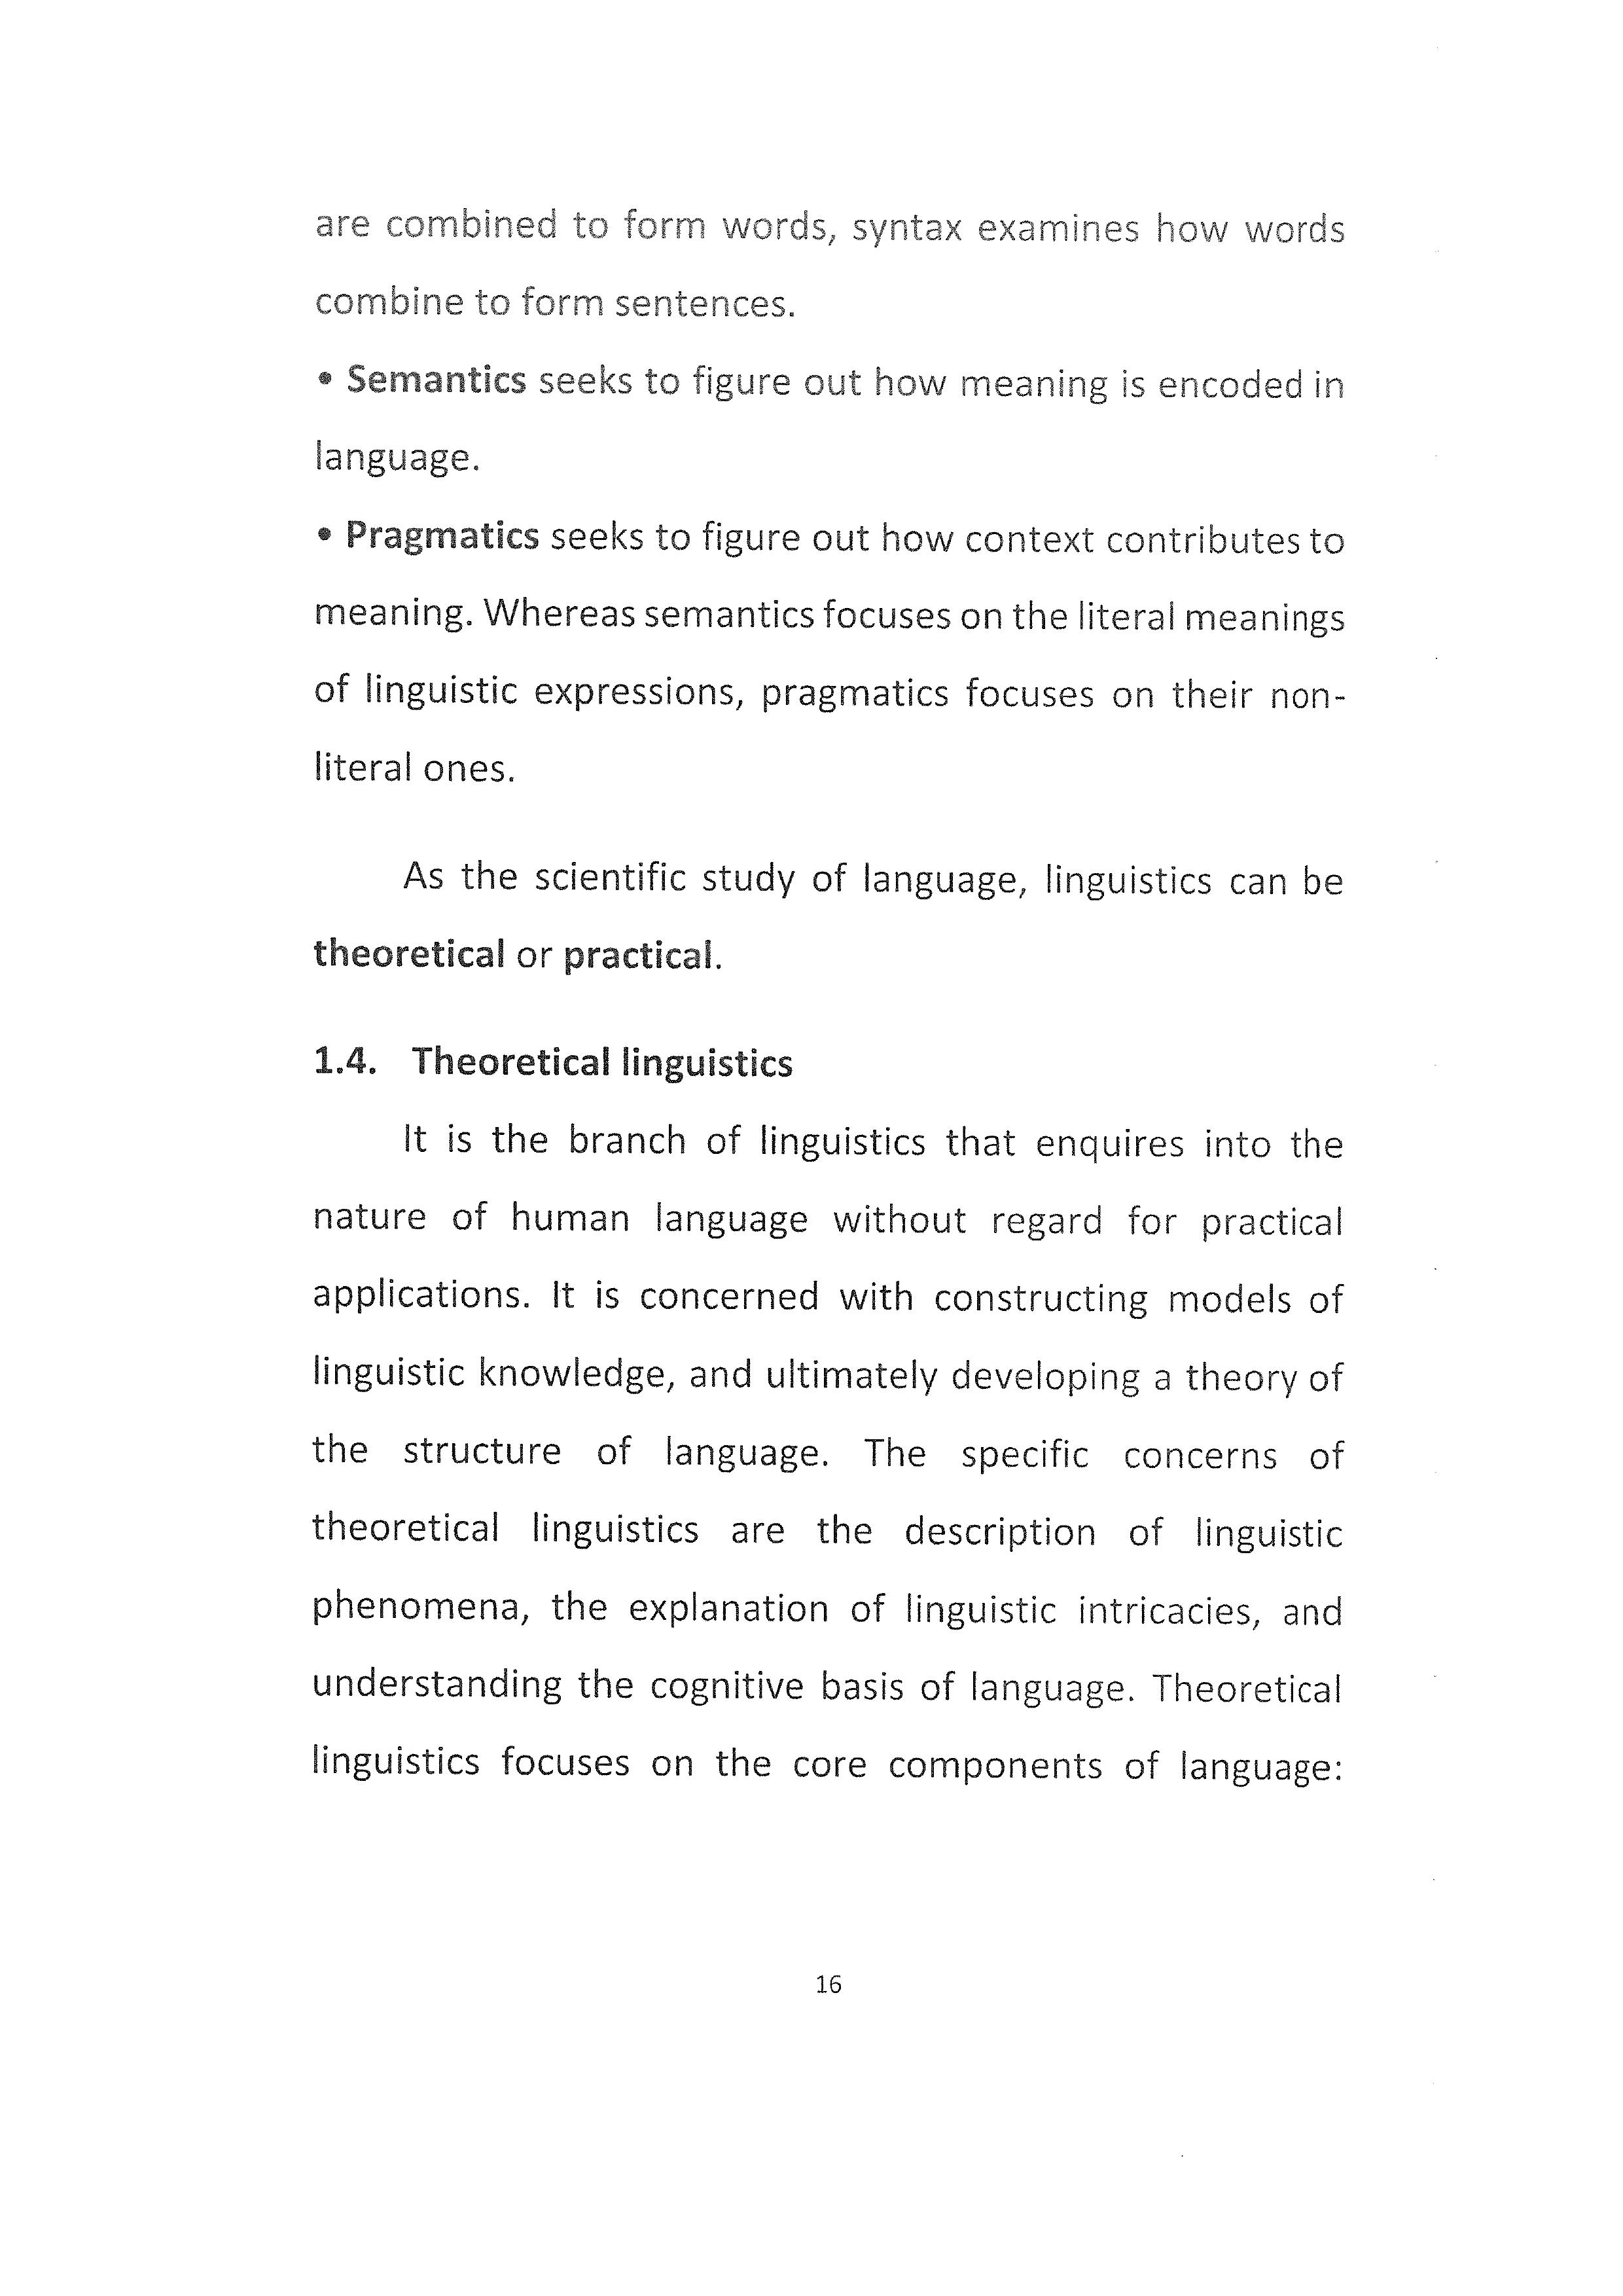 are combined to form words, syntax examines how words
combine to form sentences.
• Semantics seeks to figure out how meaning is encoded in
language.
• Pragmatics seeks to figure out how context contributes to
meaning. Whereas semantics focuses on the literal meanings
of linguistic expressions, pragmatics focuses on their non-
literal ones.
As the scientific study of language, linguistics can be
theoretical or practical.
1.4. Theoretical linguistics
It is the branch of linguistics that enquires into the
nature of human language without regard for practical
applications. It is concerned with constructing models of
linguistic knowledge, and ultimately developing a theory of
the structure of language. The specific concerns of
theoretical linguistics are the description of linguistic
phenomena, the explanation of linguistic intricacies, and
understanding the cognitive basis of language. Theoretical
linguistics focuses on the core components of language:
16